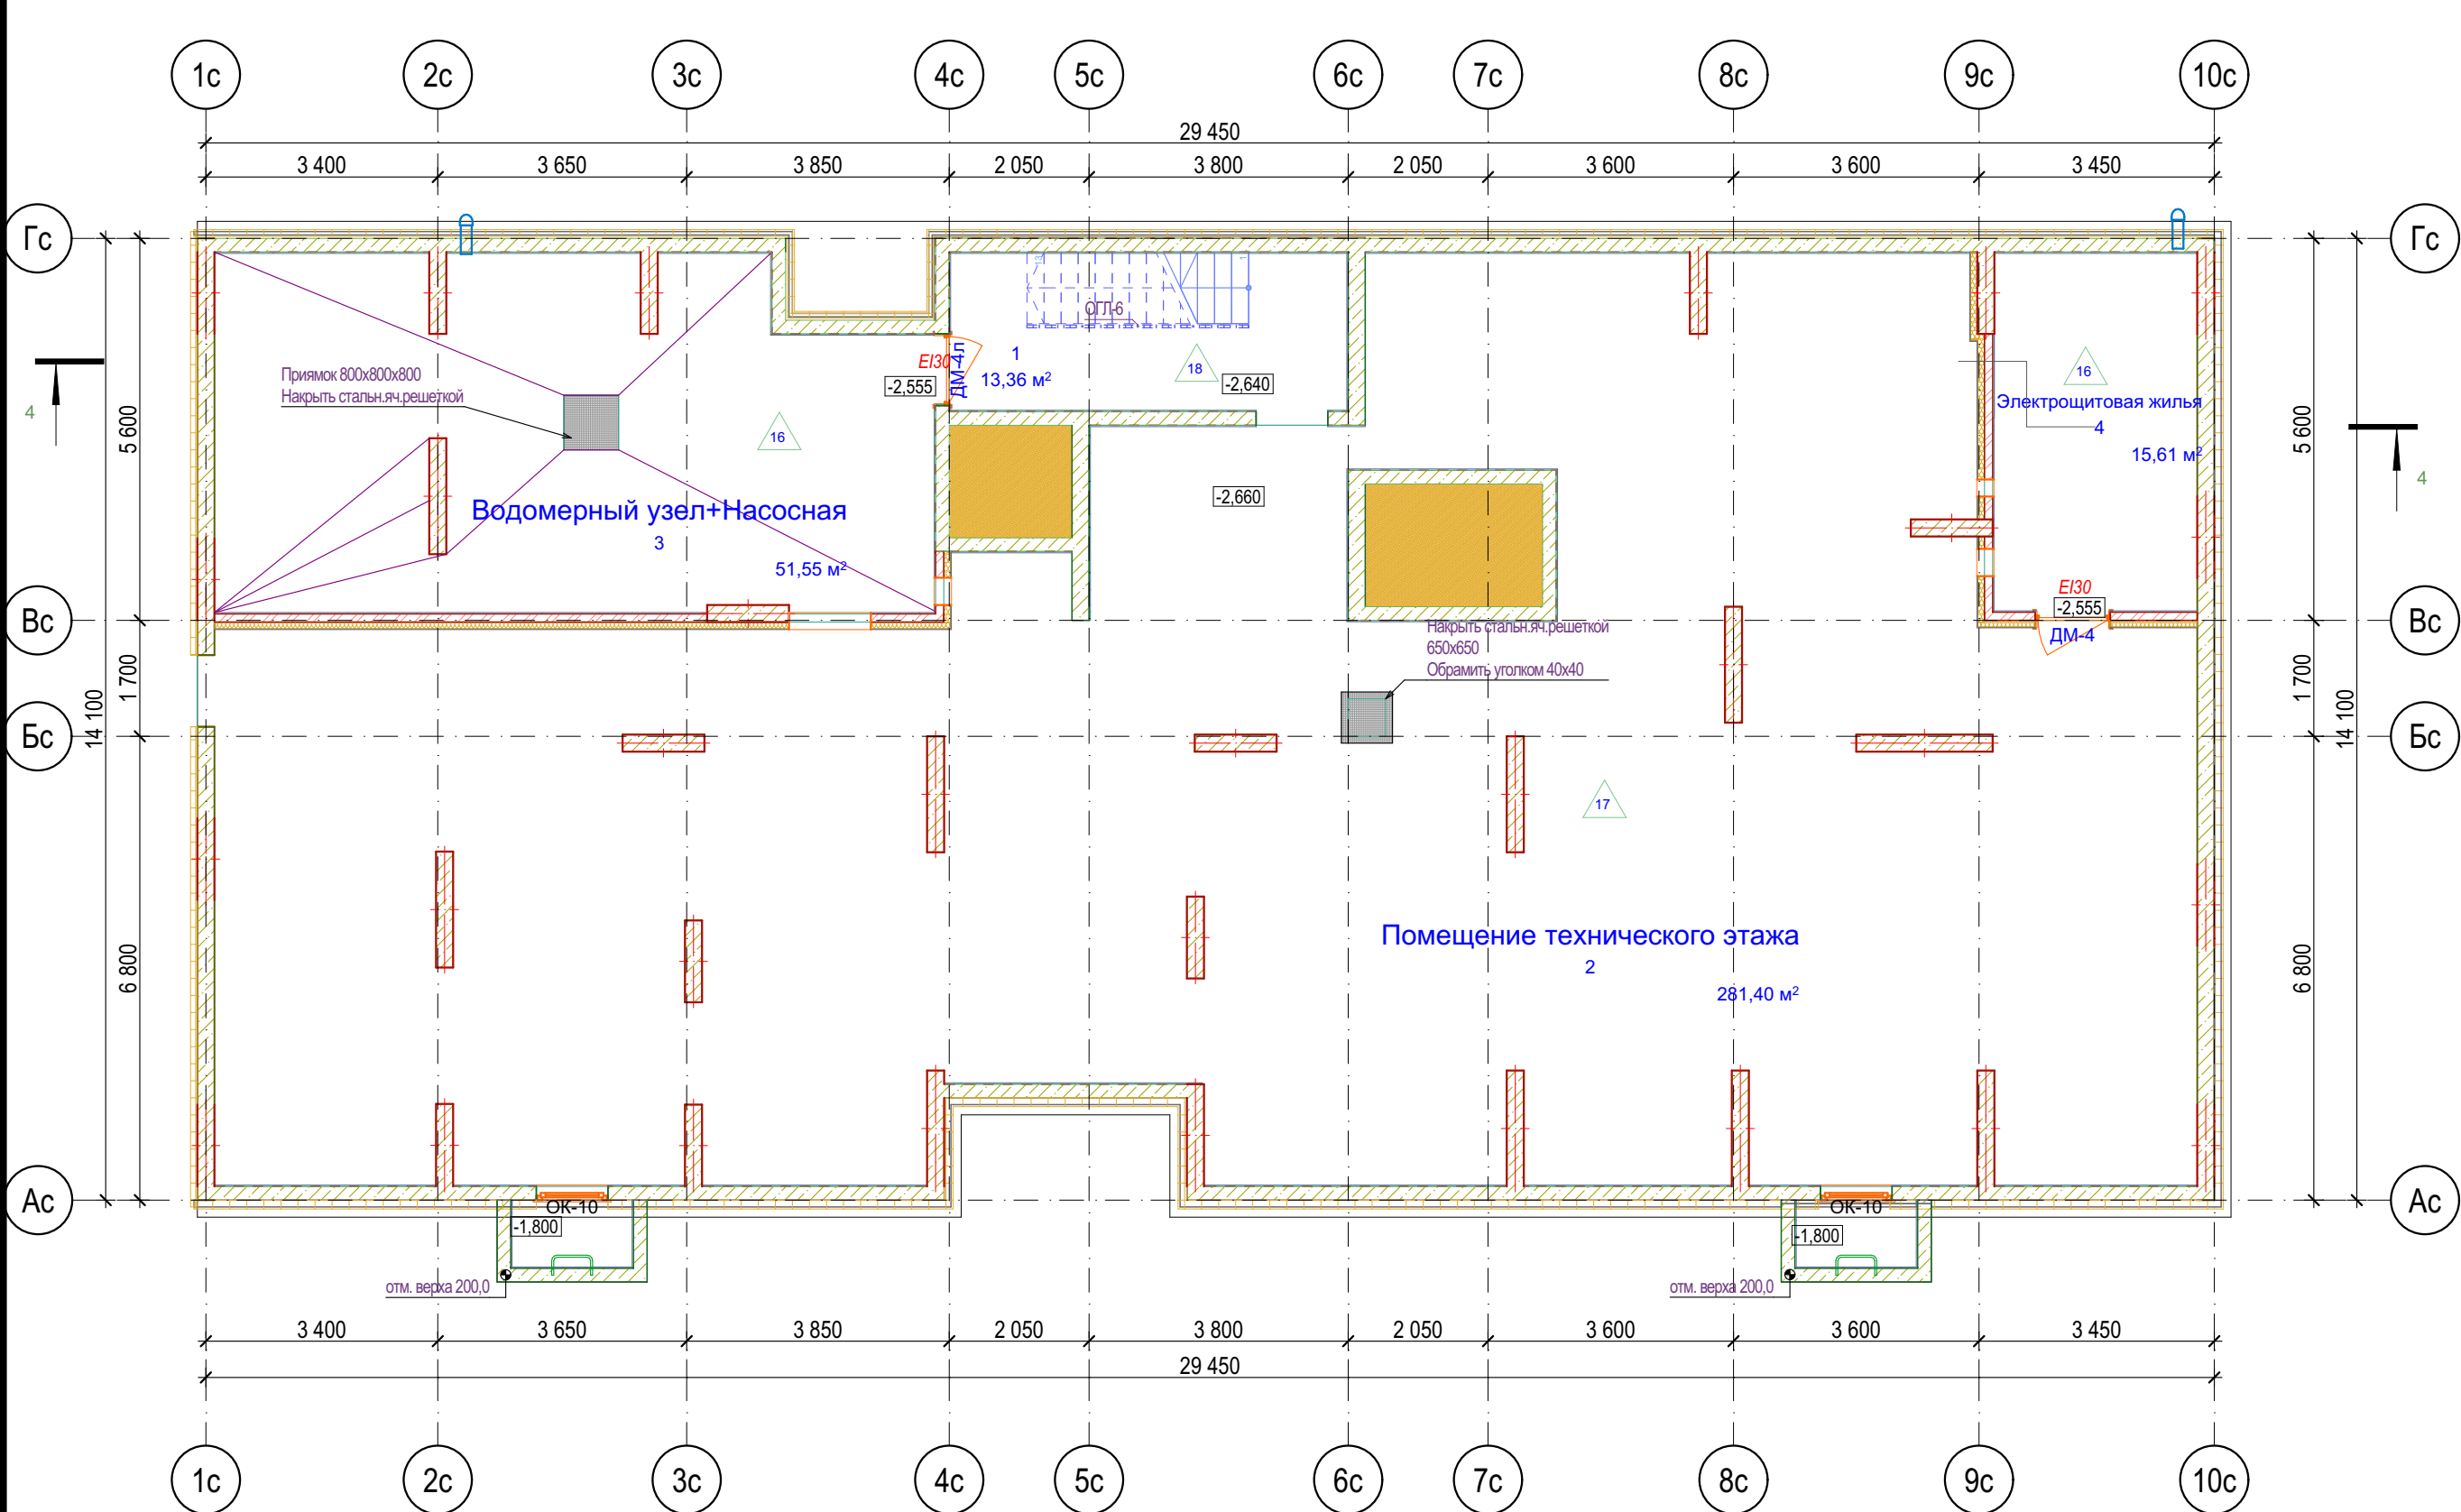 1с 2с 3с 4с 5с 6с 7с 8с 9с 10с
29 450
3 400 3 650 3 850 2 050 3 800 2 050 3 600 3 600 3 450
Гс Гс
ОГЛ-6
EI30
ДМ-4л
1
13,36 м²
18
-2,640
-2,555
Приямок 800х800х800
Накрыть стальн.яч.решеткой
16
16
Электрощитовая жилья
4
15,61 м²
4
4
5 600
5 600
-2,660
Водомерный узел+Насосная
3
51,55 м²
EI30
-2,555
ДМ-4
Вс Вс
Накрыть стальн.яч.решеткой
650х650
Обрамить уголком 40х40
1 700
1 700
14 100
14 100
Бс Бс
17
Помещение технического этажа
2
281,40 м²
6 800
6 800
Ас Ас
ОК-10
-1,800
отм. верха 200,0
ОК-10
-1,800
отм. верха 200,0
3 400 3 650 3 850 2 050 3 800 2 050 3 600 3 600 3 450
29 450
1с 2с 3с 4с 5с 6с 7с 8с 9с 10с